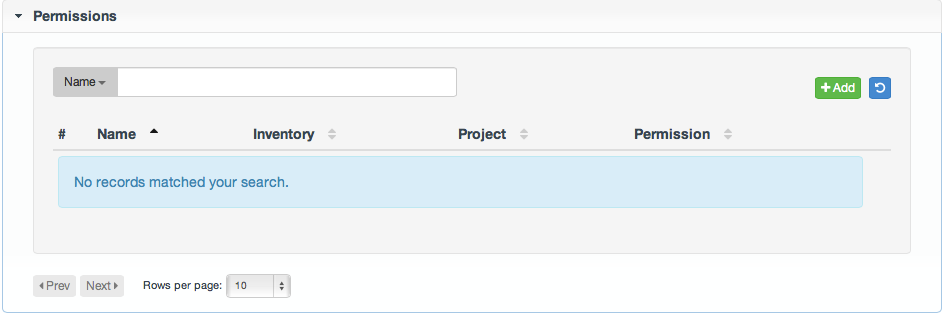 Permissions
Name
Add
# Name Inventory Project Permission
No records matched your search.
Prev Next Rows per page: 10